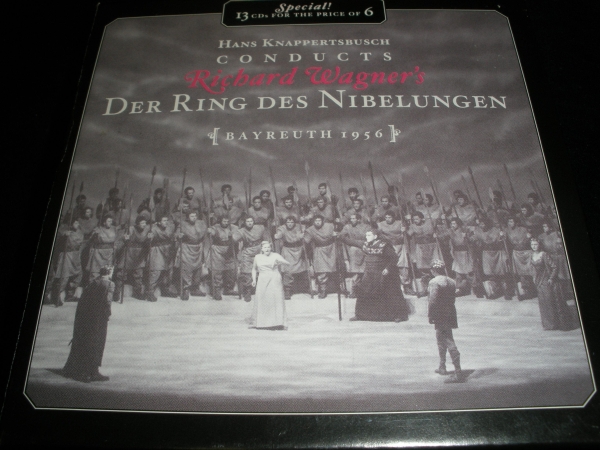 Special!
13 CDs FOR THE PRICE OF 6
HANS KNAPPERTSBUSCH
CONDUCTS
Richard Wagner's
DER RING DES NIBELUNGEN
[BAYREUTH 1956]